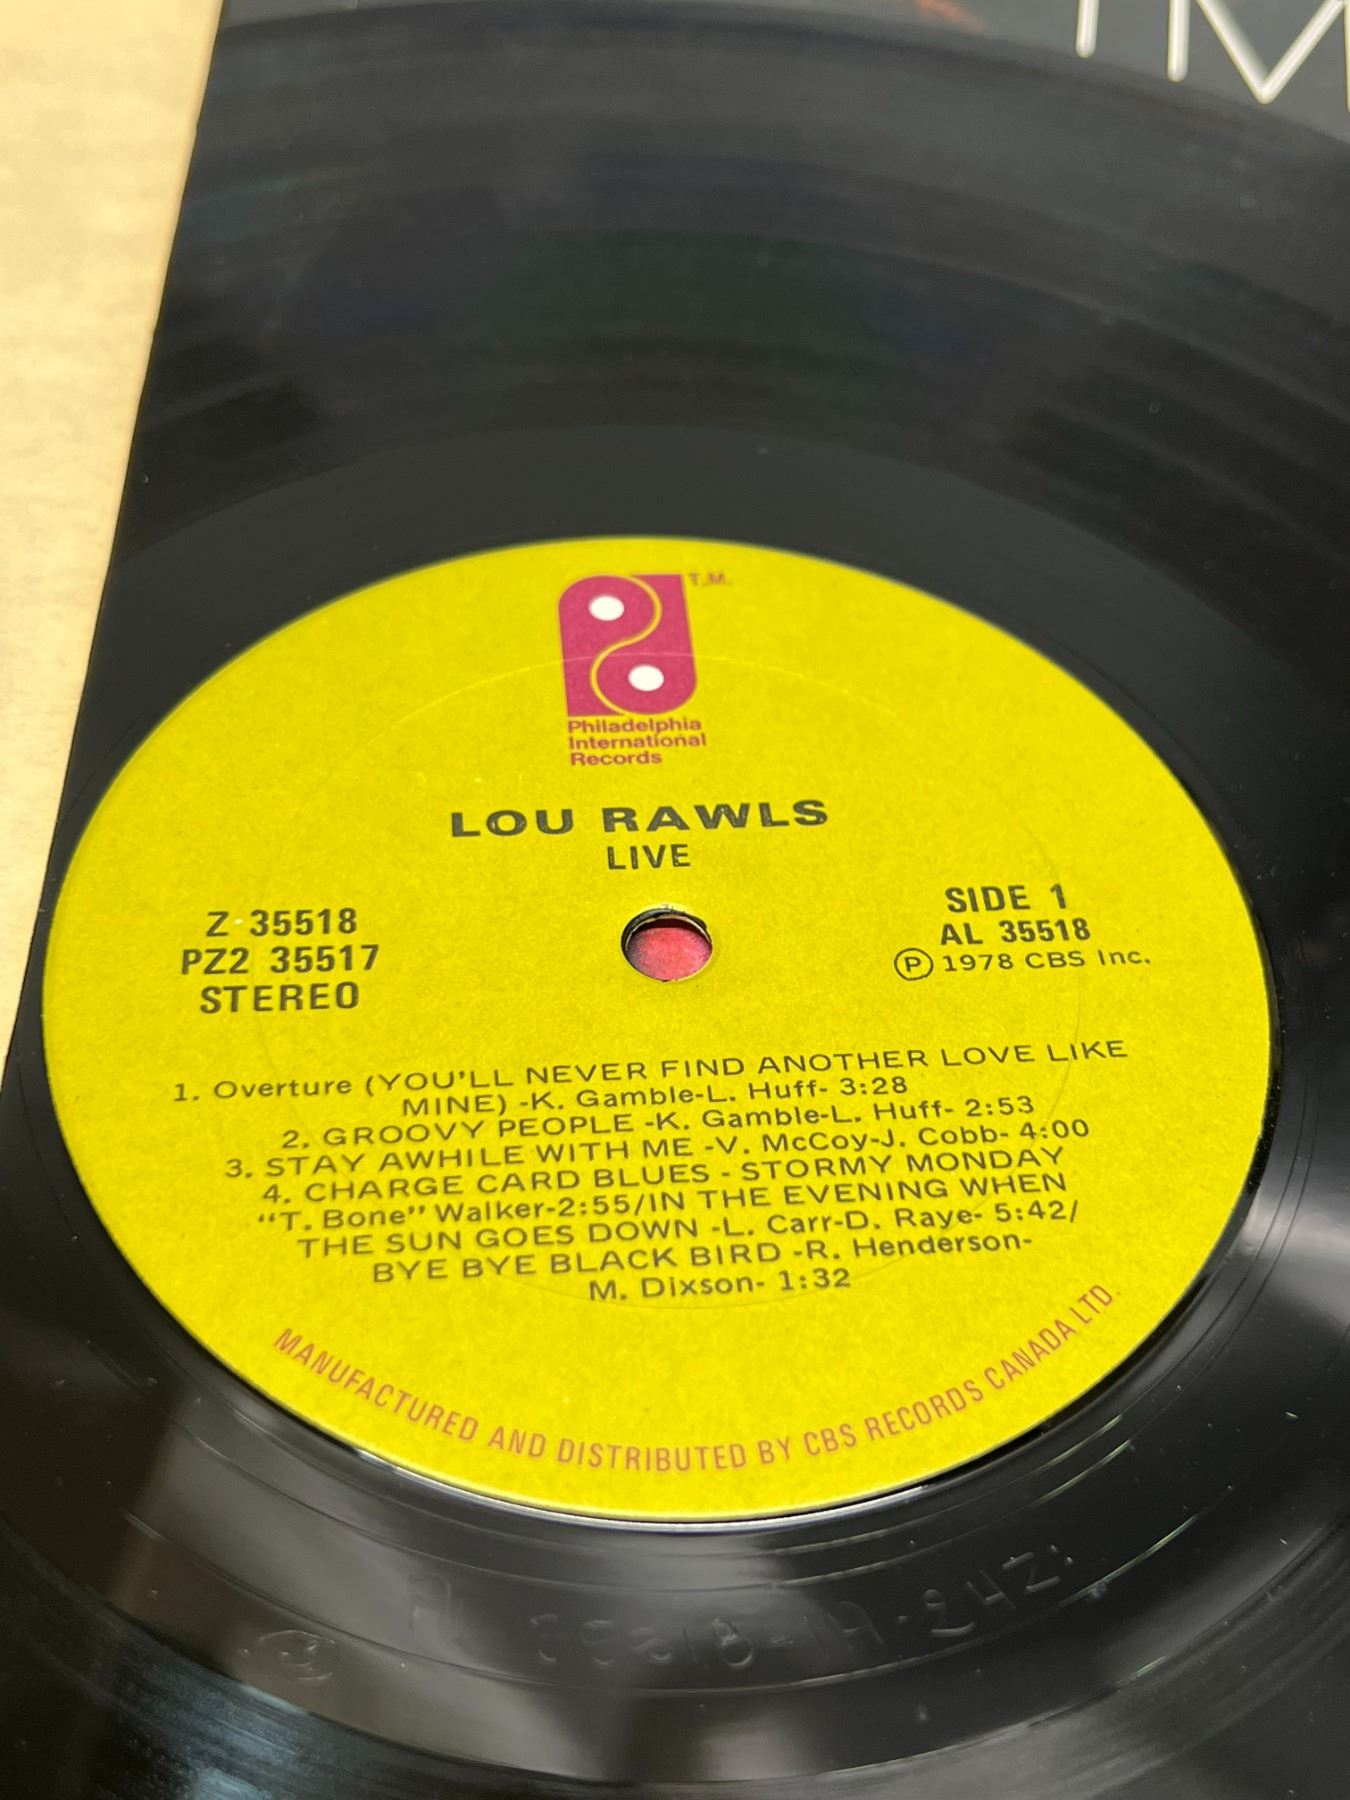 T.M.
Philadelphia
International
Records
LOU RAWLS
LIVE
Z 35518
PZ2 35517
STEREO
SIDE 1
AL 35518
Ⓟ 1978 CBS Inc.
1. Overture (YOU'LL NEVER FIND ANOTHER LOVE LIKE
MINE) -K. Gamble-L. Huff- 3:28
2. GROOVY PEOPLE -K. Gamble-L. Huff- 2:53
3. STAY AWHILE WITH ME -V. McCoy-J. Cobb- 4:00
4. CHARGE CARD BLUES - STORMY MONDAY
"T. Bone" Walker-2:55/IN THE EVENING WHEN
THE SUN GOES DOWN -L. Carr-D. Raye- 5:42/
BYE BYE BLACK BIRD -R. Henderson-
M. Dixson- 1:32
MANUFACTURED AND DISTRIBUTED BY CBS RECORDS CANADA LTD.